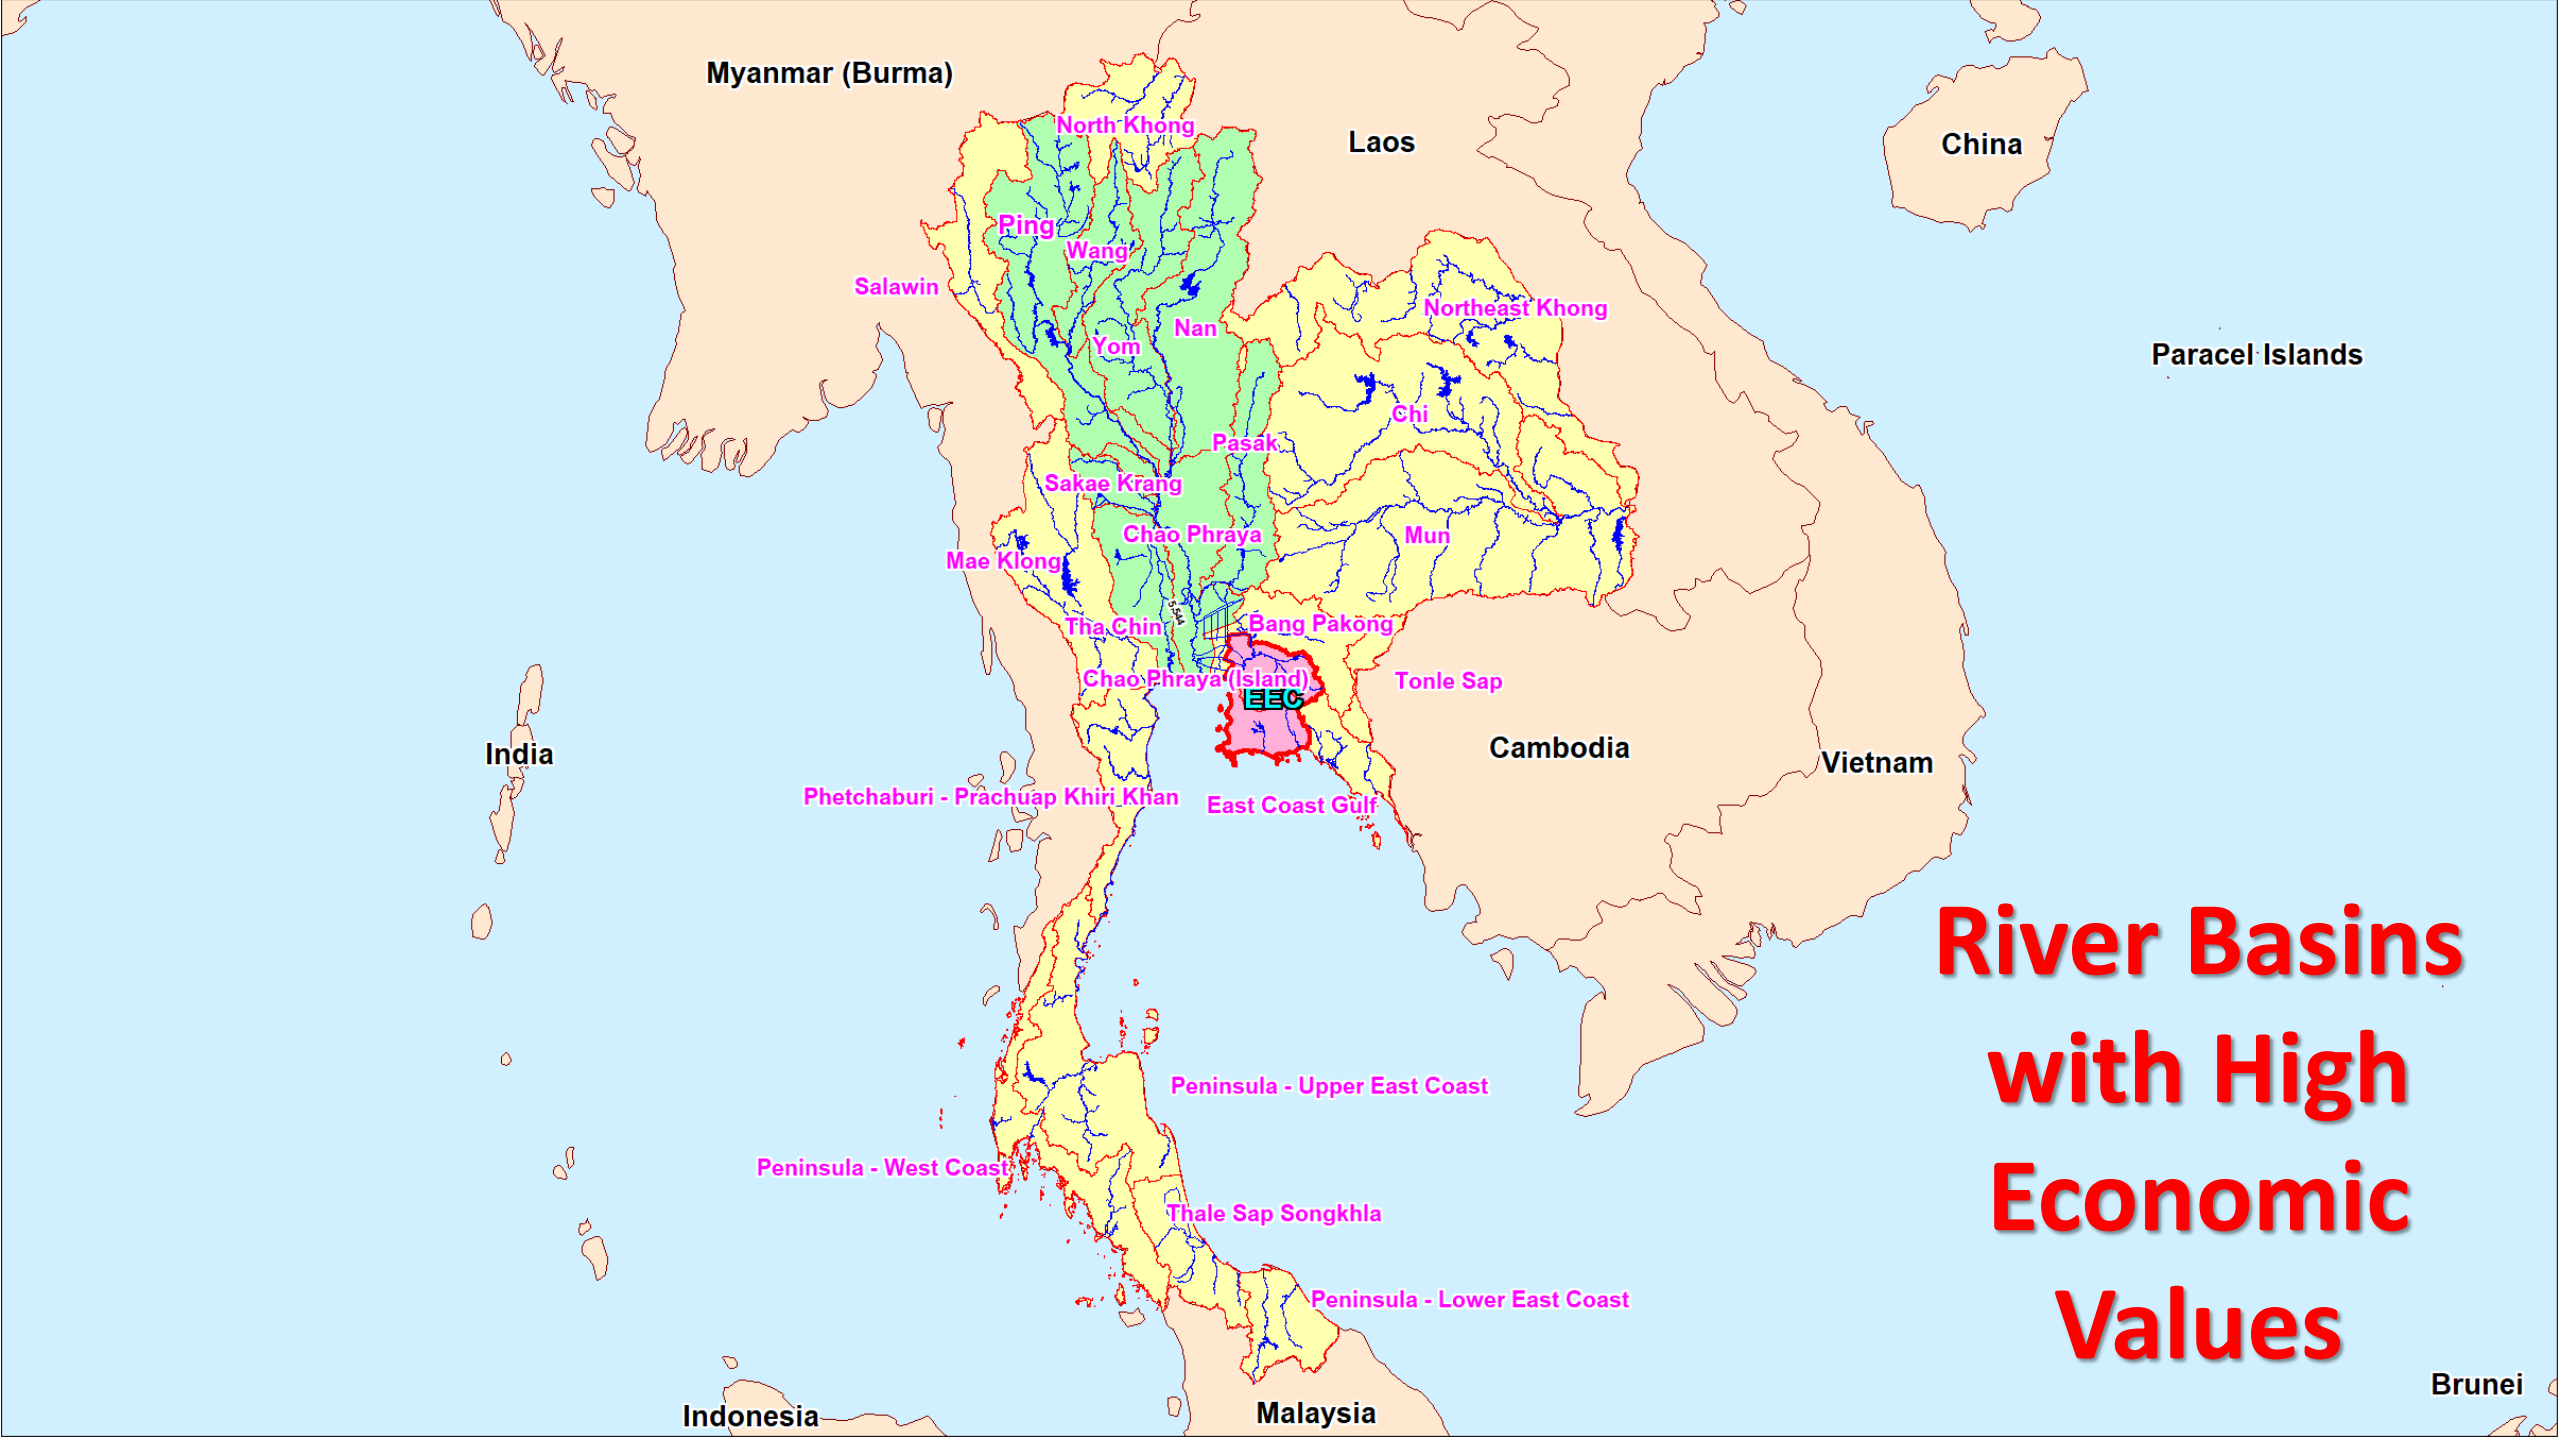 Myanmar (Burma)
North Khong
Laos
China
Ping
Wang
Salawin
Northeast Khong
Nan
Yom
Paracel Islands
Chi
Pasak
Sakae Krang
Chao Phraya
Mun
Mae Klong
5,544
Bang Pakong
Tha Chin
Chao Phraya (Island)
Tonle Sap
EEC
Cambodia
India
Vietnam
Phetchaburi - Prachuap Khiri Khan
East Coast Gulf
River Basins
with High
Economic
Values
Peninsula - Upper East Coast
Peninsula - West Coast
Thale Sap Songkhla
Peninsula - Lower East Coast
Brunei
Malaysia
Indonesia